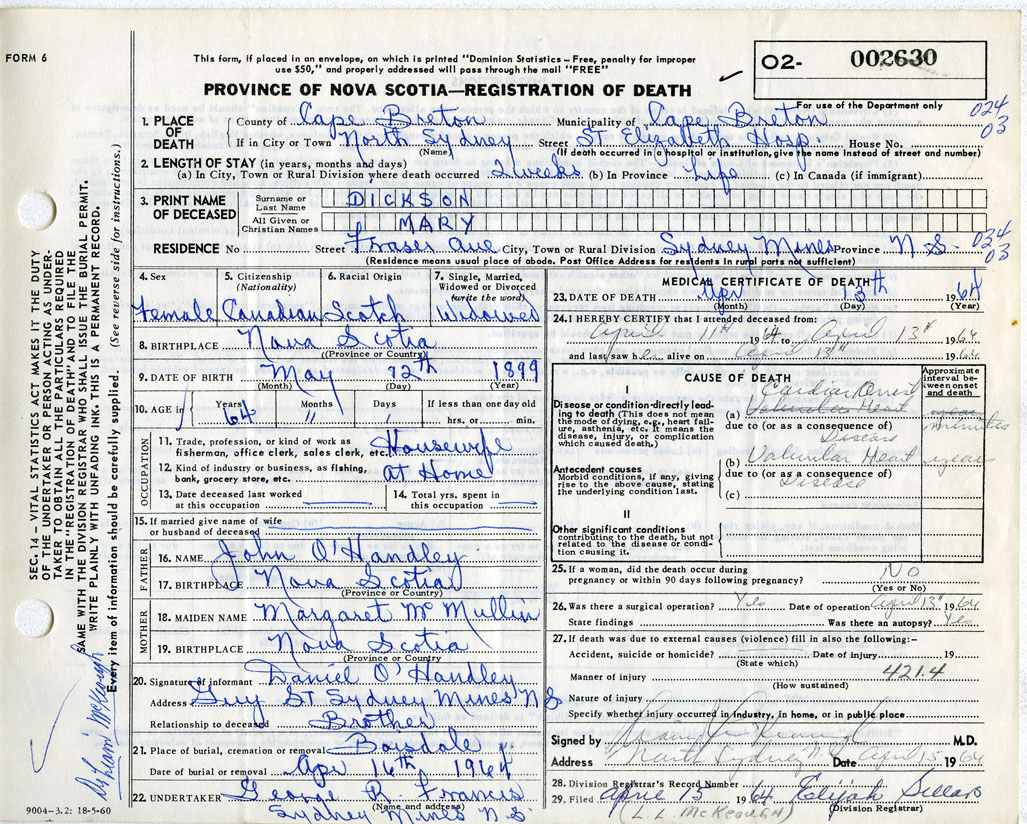 FORM 6
This form, if placed in an envelope, on which is printed "Dominion Statistics – Free, penalty for improper
use $50," and properly addressed will pass through the mail "FREE"
O2- 002630
PROVINCE OF NOVA SCOTIA—REGISTRATION OF DEATH
For use of the Department only
024
03
1. PLACE OF DEATH
County of Cape Breton Municipality of Cape Breton
If in City or Town North Sydney Street St Elizabeth Hosp. House No.
(Name) (If death occurred in a hospital or institution, give the name instead of street and number)
2. LENGTH OF STAY (in years, months and days)
(a) In City, Town or Rural Division where death occurred 2 weeks (b) In Province Life (c) In Canada (if immigrant)
3. PRINT NAME OF DECEASED
Surname or Last Name DICKSON
All Given or Christian Names MARY
RESIDENCE No Street Fraser Ave City, Town or Rural Division Sydney Mines Province N.S.
024
03
(Residence means usual place of abode. Post Office Address for residents in rural parts not sufficient)
4. Sex Female
5. Citizenship (Nationality) Canadian
6. Racial Origin Scotch
7. Single, Married, Widowed or Divorced (write the word) Widowed
8. BIRTHPLACE Nova Scotia
(Province or Country)
9. DATE OF BIRTH May 12th 1899
(Month) (Day) (Year)
10. AGE in Years 64 Months 11 Days 1 If less than one day old
hrs. or min.
OCCUPATION
11. Trade, profession, or kind of work as
fisherman, office clerk, sales clerk, etc. Housewife
12. Kind of industry or business, as fishing,
bank, grocery store, etc. At Home
13. Date deceased last worked
at this occupation
14. Total yrs. spent in
this occupation
15. If married give name of wife
or husband of deceased
FATHER
16. NAME John O'Handley
17. BIRTHPLACE Nova Scotia
(Province or Country)
MOTHER
18. MAIDEN NAME Margaret McMullin
19. BIRTHPLACE Nova Scotia
(Province or Country)
20. Signature of informant Daniel O'Handley
Address Guy St Sydney Mines N S
Relationship to deceased Brother
21. Place of burial, cremation or removal Boisdale
Date of burial or removal Apr 16th 1964
22. UNDERTAKER George R. Francis
(Name and address)
Sydney Mines N S
MEDICAL CERTIFICATE OF DEATH
23. DATE OF DEATH Apr 13th 1964
(Month) (Day) (Year)
24. I HEREBY CERTIFY that I attended deceased from:
April 11th 1964 to April 13th 1964
and last saw her alive on April 13th 1964
CAUSE OF DEATH
Approximate interval between onset and death
I
Disease or condition directly leading to death (This does not mean the mode of dying, e.g., heart failure, asthenia, etc. It means the disease, injury, or complication which caused death.)
Cardiac Arrest
(a) Valvular Heart minutes
due to (or as a consequence of)
Disease
(b) Valvular Heart years
due to (or as a consequence of)
Disease
(c)
Antecedent causes
Morbid conditions, if any, giving rise to the above cause, stating the underlying condition last.
II
Other significant conditions
contributing to the death, but not related to the disease or condition causing it.
25. If a woman, did the death occur during
pregnancy or within 90 days following pregnancy? No
(Yes or No)
26. Was there a surgical operation? Yes Date of operation April 13th 1964
State findings Was there an autopsy? Yes
27. If death was due to external causes (violence) fill in also the following:–
Accident, suicide or homicide? Date of injury 19
(State which)
Manner of injury 421.4
(How sustained)
Nature of injury
Specify whether injury occurred in industry, in home, or in public place
Signed by M.D.
Address North Sydney N.S. Date April 15 1964
28. Division Registrar's Record Number
29. Filed April 15 1964 Elijah Sellars
(Division Registrar)
(L. L. McKEOUGH)
SEC. 14 – VITAL STATISTICS ACT MAKES IT THE DUTY
OF THE UNDERTAKER OR PERSON ACTING AS UNDER-
TAKER TO OBTAIN ALL THE PARTICULARS REQUIRED
IN THE "REGISTRATION OF DEATH" AND TO FILE THE
SAME WITH THE DIVISION REGISTRAR WHO SHALL ISSUE THE BURIAL PERMIT.
WRITE PLAINLY WITH UNFADING INK. THIS IS A PERMANENT RECORD.
Every item of information should be carefully supplied. (See reverse side for instructions.)
McKeough
9004–3.2: 18-5-60